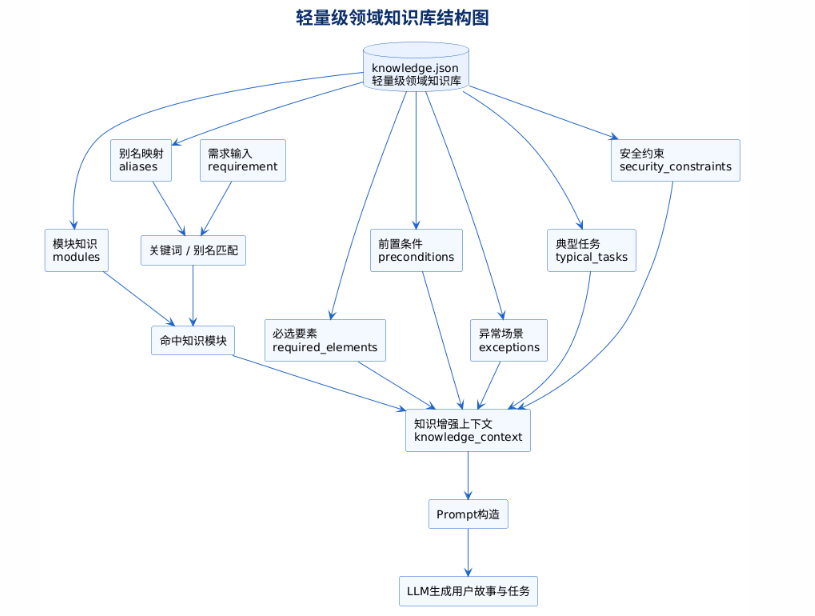 轻量级领域知识库结构图
knowledge.json
轻量级领域知识库
别名映射
aliases
需求输入
requirement
安全约束
security_constraints
模块知识
modules
关键词 / 别名匹配
前置条件
preconditions
典型任务
typical_tasks
命中知识模块
必选要素
required_elements
异常场景
exceptions
知识增强上下文
knowledge_context
Prompt构造
LLM生成用户故事与任务